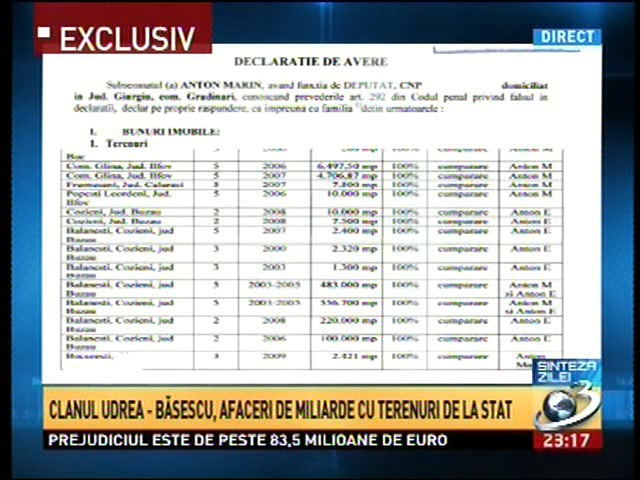 EXCLUSIV
DIRECT
DECLARATIE DE AVERE
Subsemnatul (a) ANTON MARIN, avand functia de DEPUTAT, CNP domiciliat
in Jud. Giurgiu, com. Gradinari, cunoscand prevederile art. 292 din Codul penal privind falsul in
declaratii, declar pe proprie raspundere, ca impreuna cu familia detin urmatoarele :
I. BUNURI IMOBILE:
1. Terenuri
Com. Glina, Jud. Ilfov 5 2006 6.497,50 mp 100% cumparare Anton M
Com. Glina, Jud. Ilfov 5 2007 4.706,87 mp 100% cumparare Anton M
Frumusani, Jud. Calarasi 5 2007 7.800 mp 100% cumparare Anton M
Popesti Leordeni, Jud. 5 2006 10.000 mp 100% cumparare Anton M
Ilfov
Cozieni, Jud. Buzau 2 2008 10.000 mp 100% cumparare Anton E
Cozieni, Jud. Buzau 2 2008 7.500 mp 100% cumparare Anton E
Balanesti, Cozieni, jud 5 2007 2.400 mp 100% cumparare Anton E
Buzau
Balanesti, Cozieni, jud 3 2000 2.320 mp 100% cumparare Anton E
Buzau
Balanesti, Cozieni, jud 3 2003 1.300 mp 100% cumparare Anton E
Buzau
Balanesti, Cozieni, jud 5 2003-2005 483.000 mp 100% cumparare Anton M
Buzau si Anton E
Balanesti, Cozieni, jud 5 2003-2005 556.700 mp 100% cumparare Anton M
Buzau si Anton E
Balanesti, Cozieni, jud 2 2008 220.000 mp 100% cumparare Anton E
Buzau
Balanesti, Cozieni, jud 2 2006 100.000 mp 100% cumparare Anton E
Buzau
Bucuresti, 3 2009 2.421 mp 100% cumparare Anton
SINTEZA
ZILEI
3
CLANUL UDREA - BĂSESCU, AFACERI DE MILIARDE CU TERENURI DE LA STAT
PREJUDICIUL ESTE DE PESTE 83,5 MILIOANE DE EURO
23:17